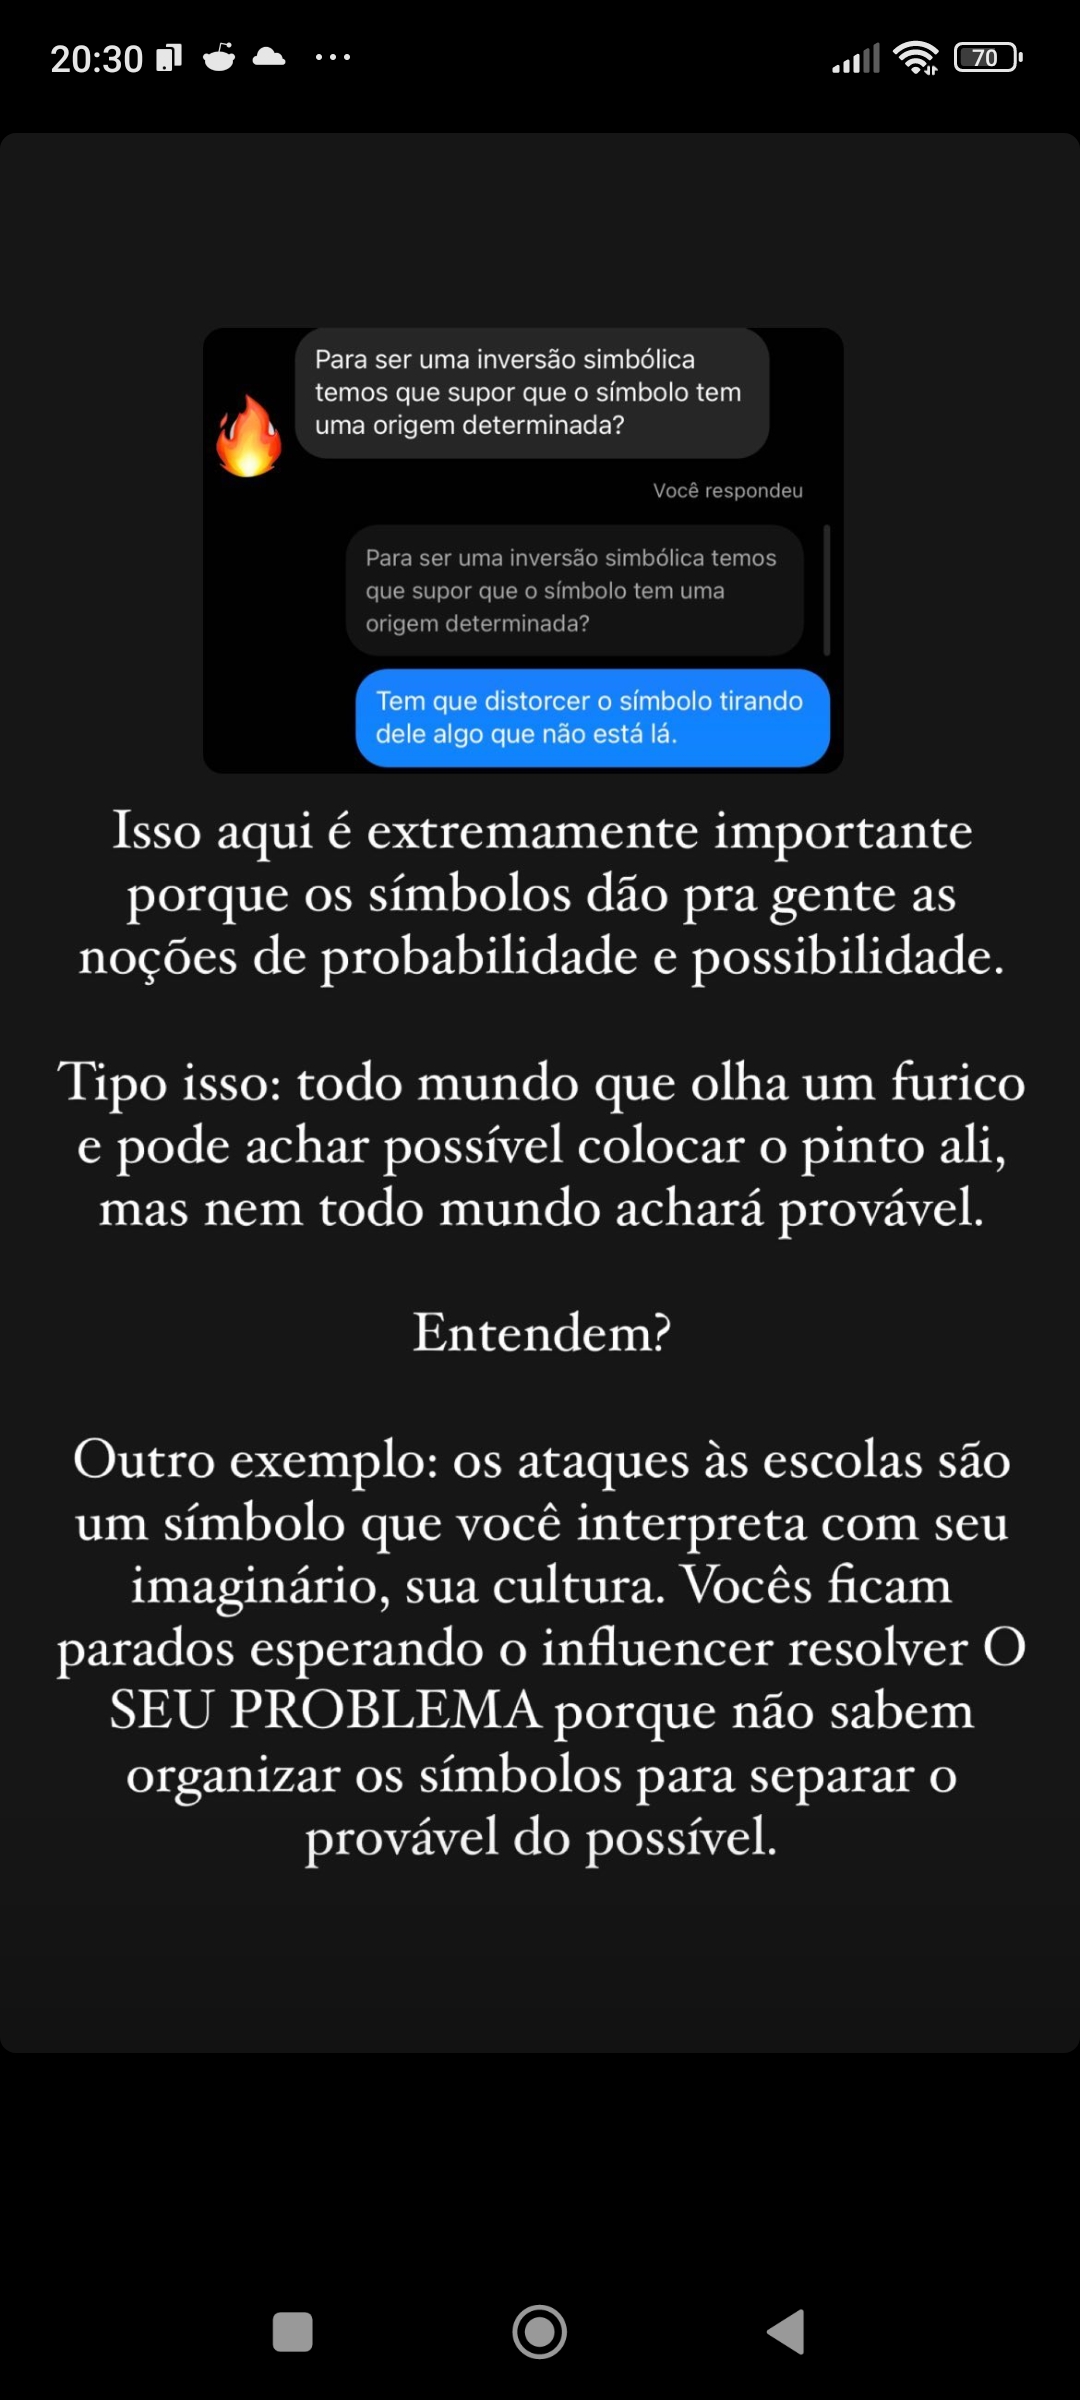 20:30
70
Para ser uma inversão simbólica
temos que supor que o símbolo tem
uma origem determinada?
Você respondeu
Para ser uma inversão simbólica temos
que supor que o símbolo tem uma
origem determinada?
Tem que distorcer o símbolo tirando
dele algo que não está lá.
Isso aqui é extremamente importante
porque os símbolos dão pra gente as
noções de probabilidade e possibilidade.
Tipo isso: todo mundo que olha um furico
e pode achar possível colocar o pinto ali,
mas nem todo mundo achará provável.
Entendem?
Outro exemplo: os ataques às escolas são
um símbolo que você interpreta com seu
imaginário, sua cultura. Vocês ficam
parados esperando o influencer resolver O
SEU PROBLEMA porque não sabem
organizar os símbolos para separar o
provável do possível.